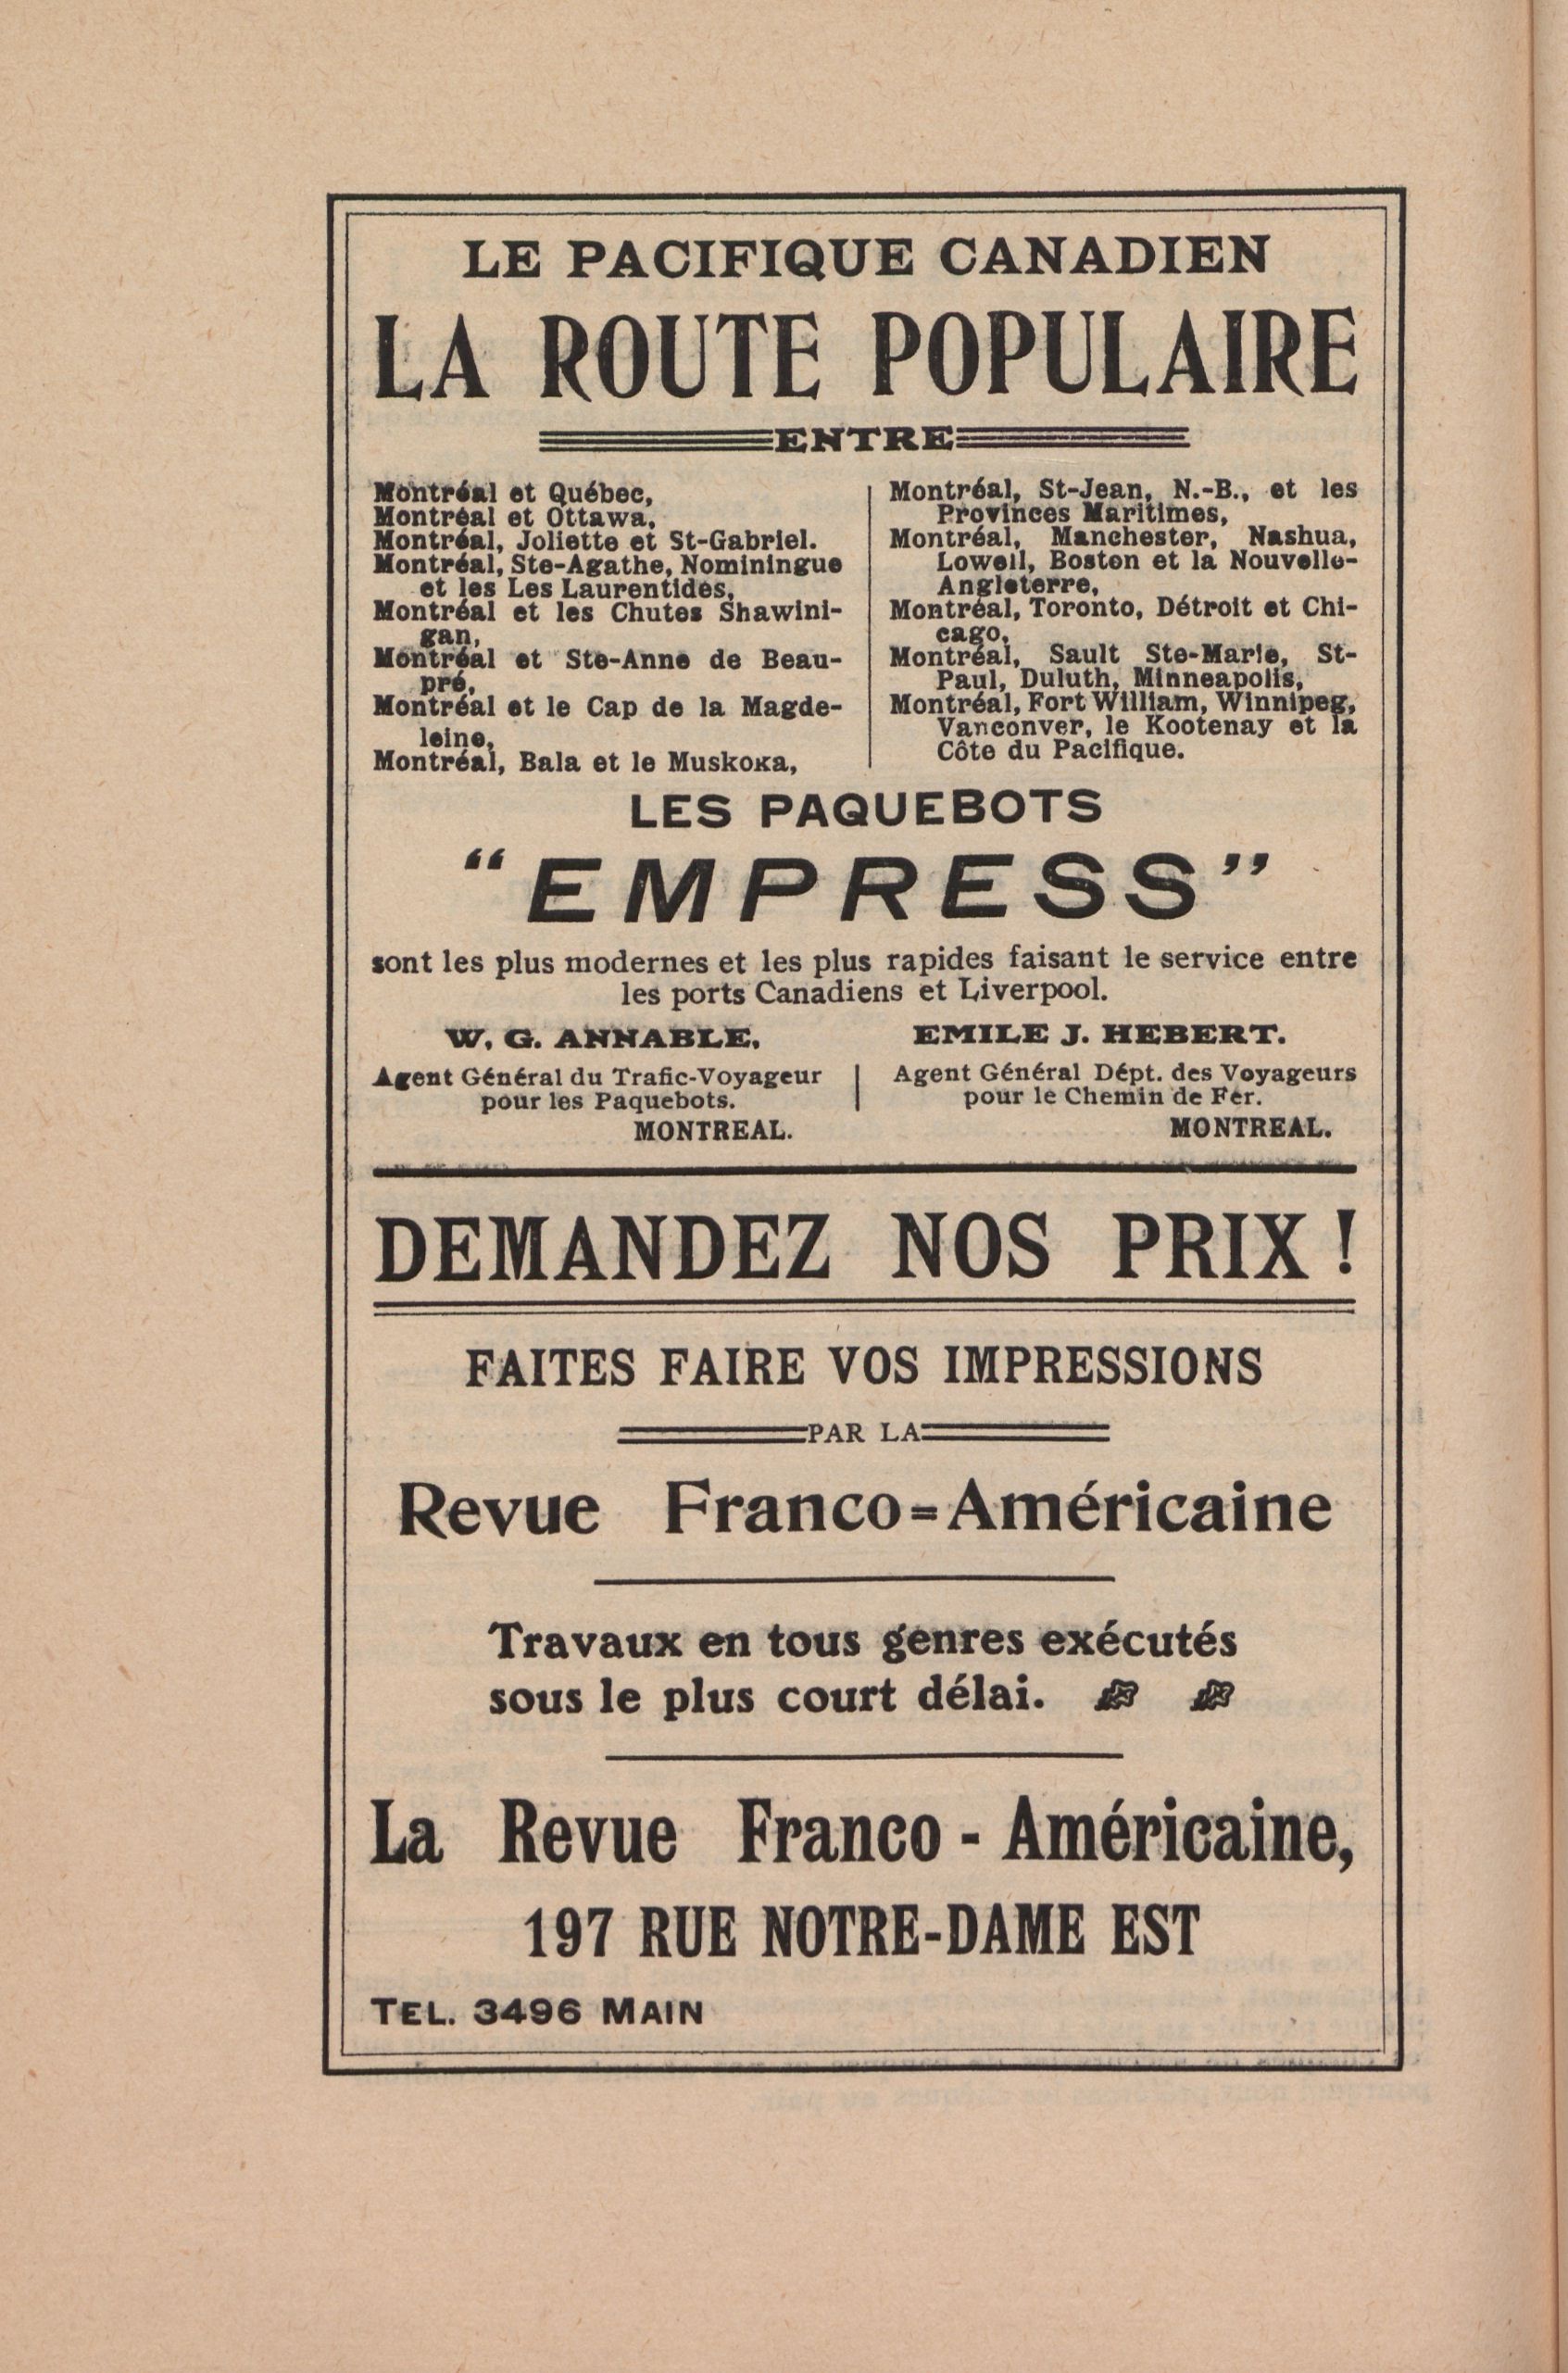 LE PACIFIQUE CANADIEN
LA ROUTE POPULAIRE
ENTRE
Montréal et Québec,
Montréal et Ottawa,
Montréal, Joliette et St-Gabriel.
Montréal, Ste-Agathe, Nominingue
et les Les Laurentides,
Montréal et les Chutes Shawini-
gan,
Montréal et Ste-Anne de Beau-
pré,
Montréal et le Cap de la Magde-
leine,
Montréal, Bala et le Muskoka,
Montréal, St-Jean, N.-B., et les
Provinces Maritimes,
Montréal, Manchester, Nashua,
Lowell, Boston et la Nouvelle-
Angleterre,
Montréal, Toronto, Détroit et Chi-
cago,
Montréal, Sault Ste-Marie, St-
Paul, Duluth, Minneapolis,
Montréal, Fort William, Winnipeg,
Vanconver, le Kootenay et la
Côte du Pacifique.
LES PAQUEBOTS
“EMPRESS”
sont les plus modernes et les plus rapides faisant le service entre
les ports Canadiens et Liverpool.
W. G. ANNABLE,
Agent Général du Trafic-Voyageur
pour les Paquebots.
MONTREAL.
EMILE J. HEBERT.
Agent Général Dépt. des Voyageurs
pour le Chemin de Fer.
MONTREAL.
DEMANDEZ NOS PRIX !
FAITES FAIRE VOS IMPRESSIONS
PAR LA
Revue Franco=Américaine
Travaux en tous genres exécutés
sous le plus court délai.
La Revue Franco - Américaine,
197 RUE NOTRE-DAME EST
TEL. 3496 MAIN